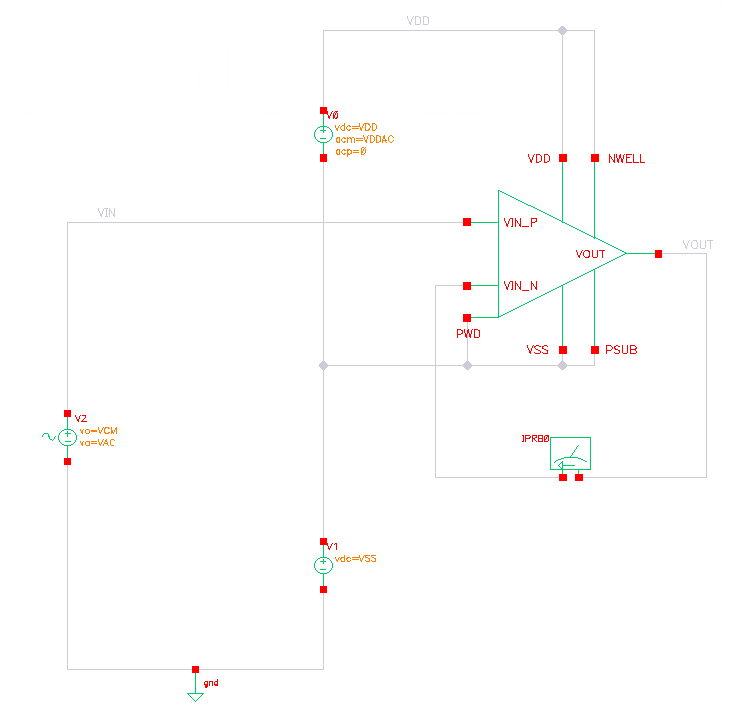 VDD
V0
vdc=VDD
acm=VDDAC
acp=0
VDD
NWELL
VIN
VIN_P
VOUT
VOUT
VIN_N
PWD
VSS
PSUB
V2
vo=VCM
va=VAC
IPRB0
V1
vdc=VSS
gnd